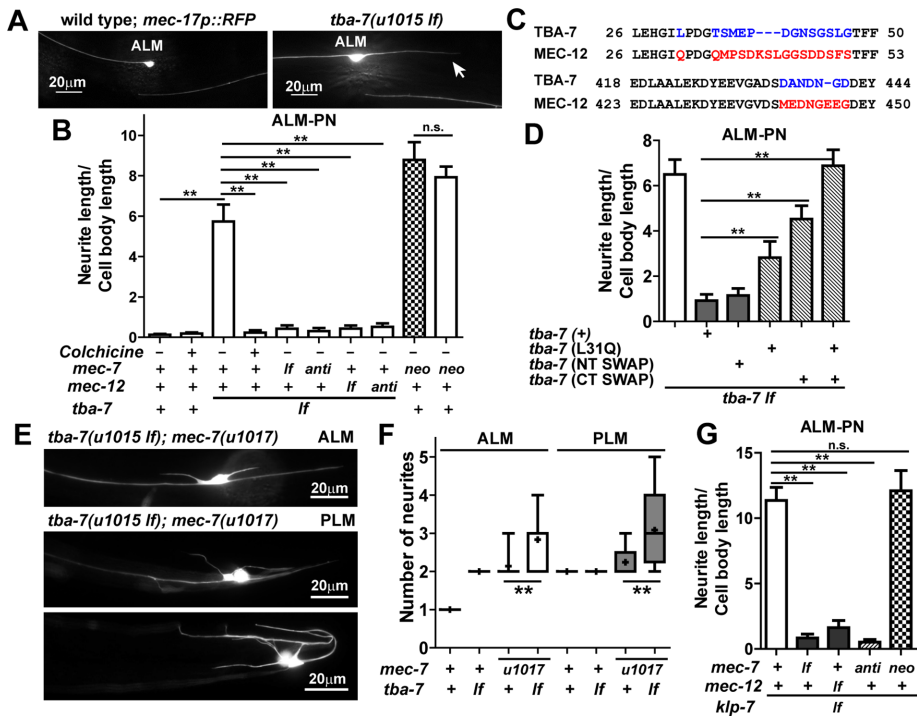 A
wild type; mec-17p::RFP
ALM
20μm
tba-7(u1015 lf)
ALM
20μm
B
ALM-PN
Neurite length/
Cell body length
10
8
6
4
2
0
** ** ** ** ** ** n.s.
Colchicine − + − + − − − − − −
mec-7 + + + + lf anti + + neo neo
mec-12 + + + + + + lf anti + +
tba-7 + + lf + +
C
TBA-7 26 LEHGILPDGTSMEP---DGNSGSLGTFF 50
MEC-12 26 LEHGIQPDGQMPSDKSLGGSDDSFSTFF 53
TBA-7 418 EDLAALEKDYEEVGADSDANDN-GDDEY 444
MEC-12 423 EDLAALEKDYEEVGVDSMEDNGEEGDEY 450
D
ALM-PN
Neurite length/
Cell body length
8
6
4
2
0
**
**
**
tba-7 (+) +
tba-7 (L31Q) + +
tba-7 (NT SWAP) +
tba-7 (CT SWAP) + +
tba-7 lf
E
tba-7(u1015 lf); mec-7(u1017) ALM
20μm
tba-7(u1015 lf); mec-7(u1017) PLM
20μm
20μm
F
ALM PLM
Number of neurites
5
4
3
2
1
0
** **
mec-7 + + u1017 + + u1017
tba-7 + lf + lf + lf + lf
G
ALM-PN
Neurite length/
Cell body length
15
10
5
0
n.s.
**
**
**
mec-7 + lf + anti neo
mec-12 + + lf + +
klp-7 lf